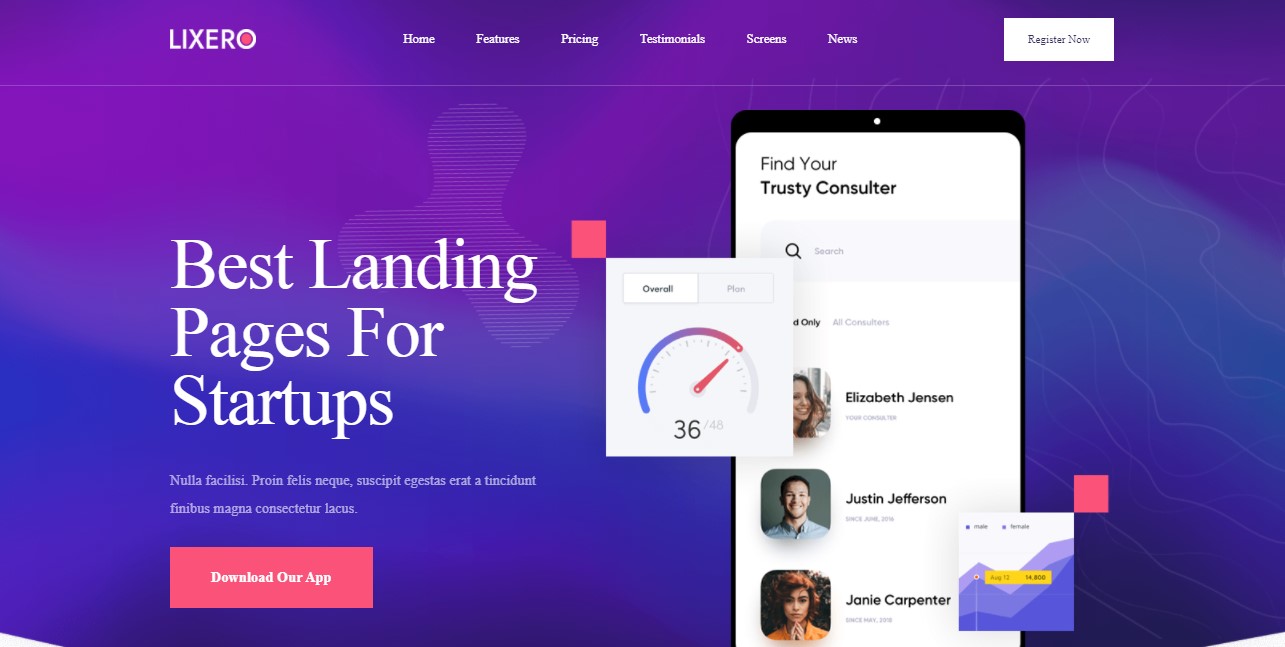 LIXERO
Home
Features
Pricing
Testimonials
Screens
News
Register Now
Best Landing
Pages For
Startups
Nulla facilisi. Proin felis neque, suscipit egestas erat a tincidunt
finibus magna consectetur lacus.
Download Our App
Find Your
Trusty Consulter
Search
Overall
Plan
36 /48
d Only
All Consulters
Elizabeth Jensen
YOUR CONSULTER
Justin Jefferson
SINCE JUNE, 2016
Janie Carpenter
SINCE MAY, 2018
male
female
Aug 12
14,800